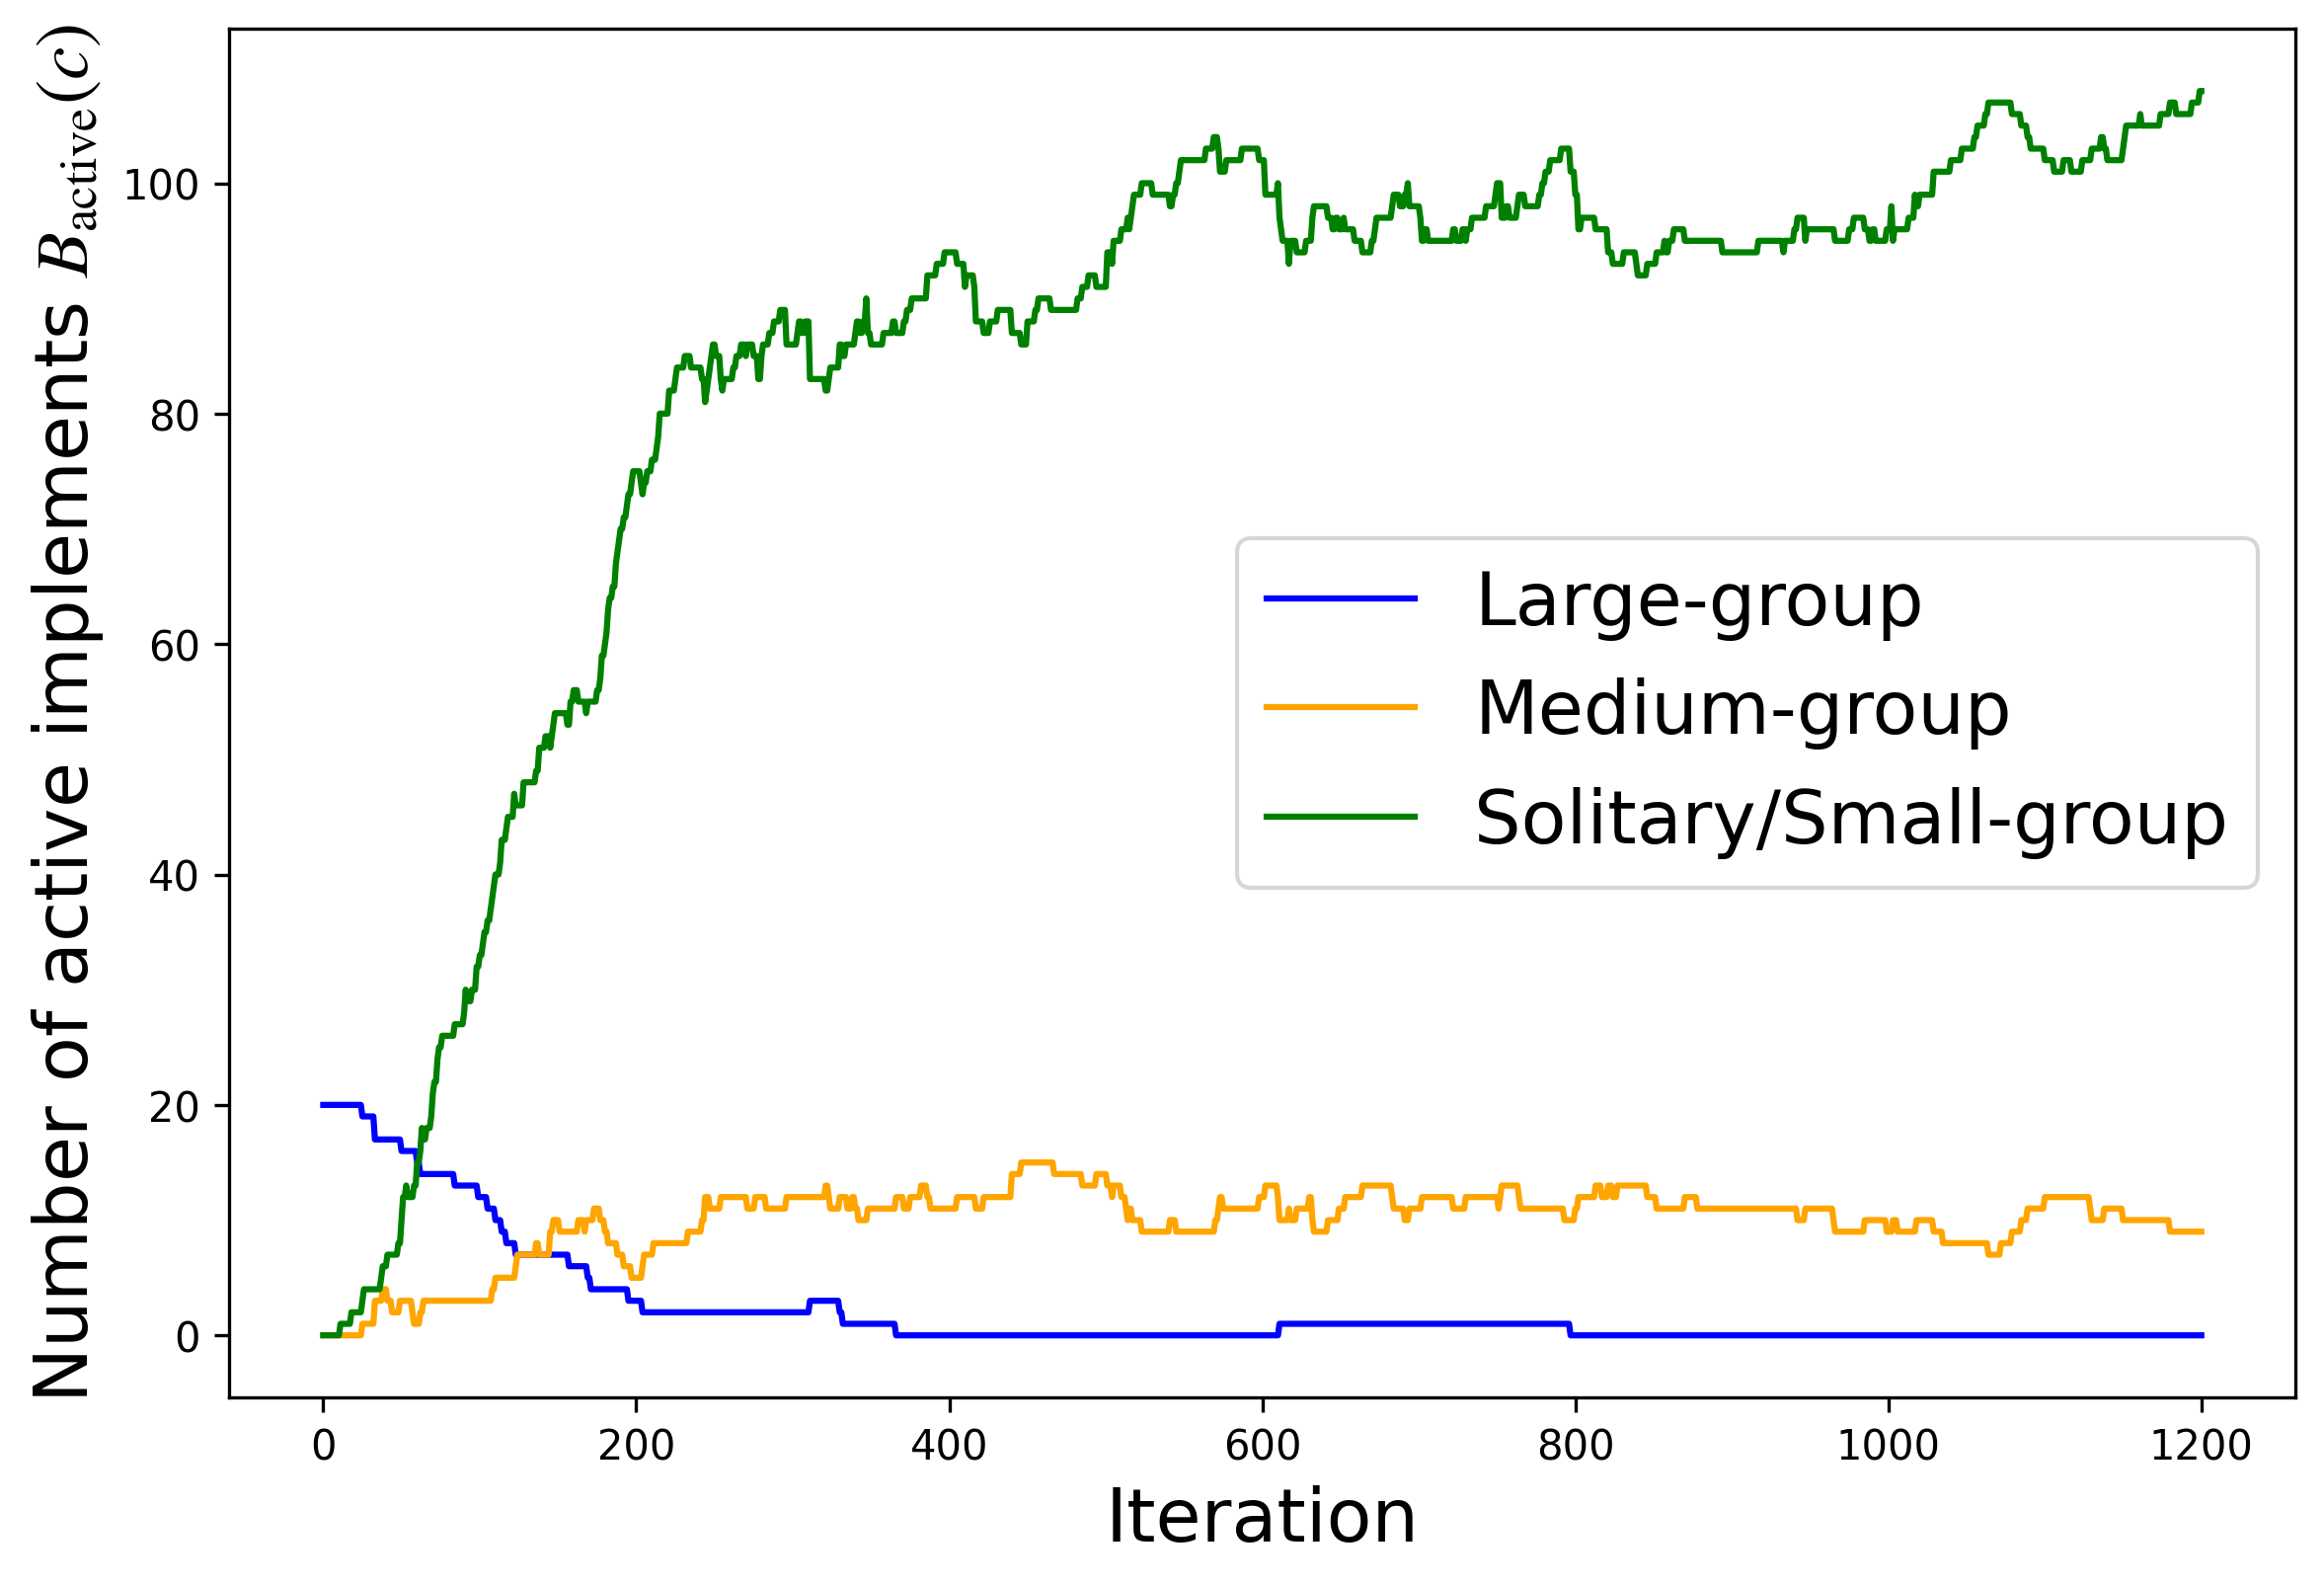 Number of active implements B_active(c)
100
80
60
40
20
0
Large-group
Medium-group
Solitary/Small-group
0 200 400 600 800 1000 1200
Iteration